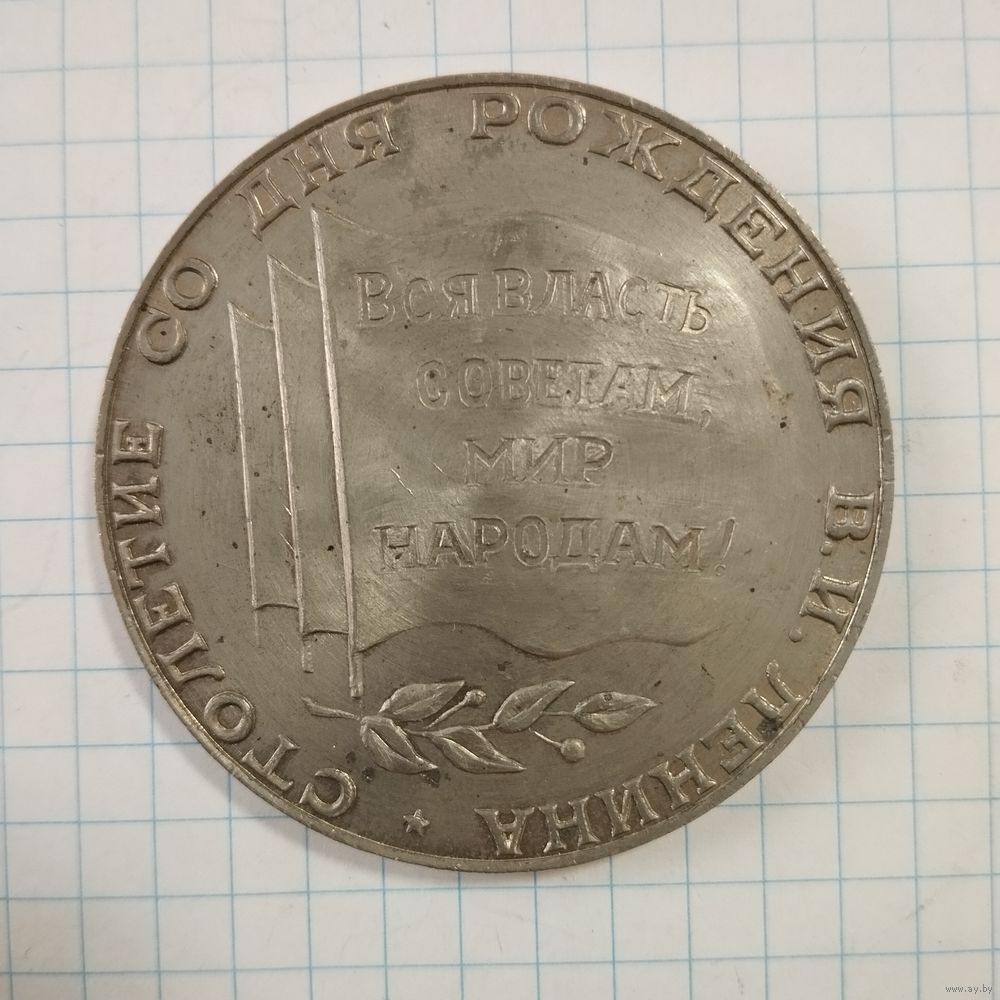 СТОЛЕТИЕ СО ДНЯ РОЖДЕНИЯ В.И. ЛЕНИНА
ВСЯ ВЛАСТЬ
СОВЕТАМ,
МИР
НАРОДАМ!
www.ay.by